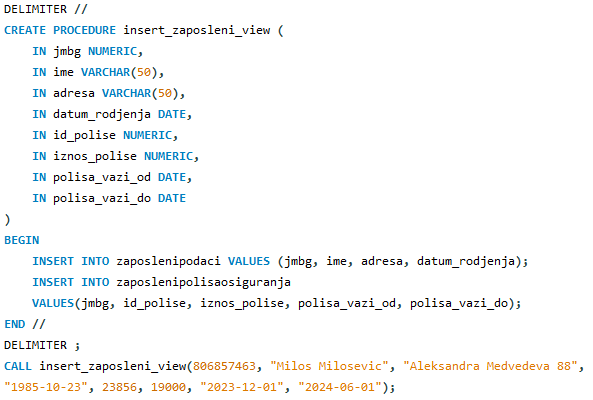 DELIMITER //
CREATE PROCEDURE insert_zaposleni_view (
    IN jmbg NUMERIC,
    IN ime VARCHAR(50),
    IN adresa VARCHAR(50),
    IN datum_rodjenja DATE,
    IN id_polise NUMERIC,
    IN iznos_polise NUMERIC,
    IN polisa_vazi_od DATE,
    IN polisa_vazi_do DATE
)
BEGIN
    INSERT INTO zaposlenipodaci VALUES (jmbg, ime, adresa, datum_rodjenja);
    INSERT INTO zaposlenipolisaosiguranja
    VALUES(jmbg, id_polise, iznos_polise, polisa_vazi_od, polisa_vazi_do);
END //
DELIMITER ;
CALL insert_zaposleni_view(806857463, "Milos Milosevic", "Aleksandra Medvedeva 88",
"1985-10-23", 23856, 19000, "2023-12-01", "2024-06-01");